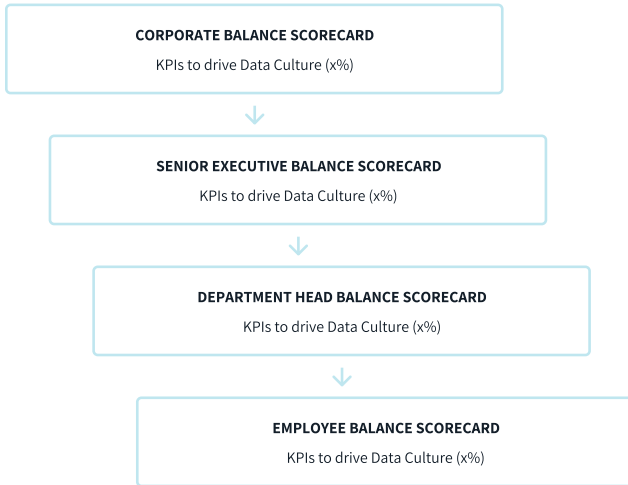 CORPORATE BALANCE SCORECARD
KPIs to drive Data Culture (x%)
SENIOR EXECUTIVE BALANCE SCORECARD
KPIs to drive Data Culture (x%)
DEPARTMENT HEAD BALANCE SCORECARD
KPIs to drive Data Culture (x%)
EMPLOYEE BALANCE SCORECARD
KPIs to drive Data Culture (x%)